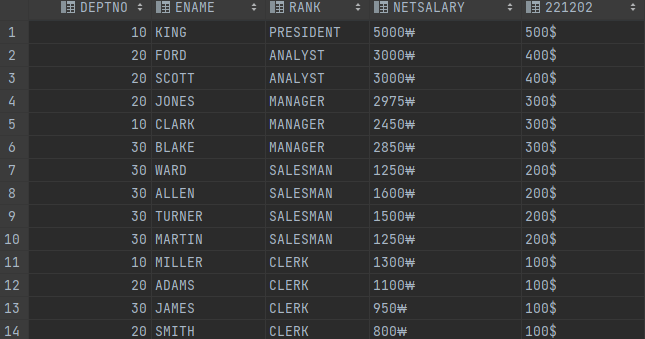 DEPTNO ENAME RANK NETSALARY 221202
1 10 KING PRESIDENT 5000₩ 500$
2 20 FORD ANALYST 3000₩ 400$
3 20 SCOTT ANALYST 3000₩ 400$
4 20 JONES MANAGER 2975₩ 300$
5 10 CLARK MANAGER 2450₩ 300$
6 30 BLAKE MANAGER 2850₩ 300$
7 30 WARD SALESMAN 1250₩ 200$
8 30 ALLEN SALESMAN 1600₩ 200$
9 30 TURNER SALESMAN 1500₩ 200$
10 30 MARTIN SALESMAN 1250₩ 200$
11 10 MILLER CLERK 1300₩ 100$
12 20 ADAMS CLERK 1100₩ 100$
13 30 JAMES CLERK 950₩ 100$
14 20 SMITH CLERK 800₩ 100$